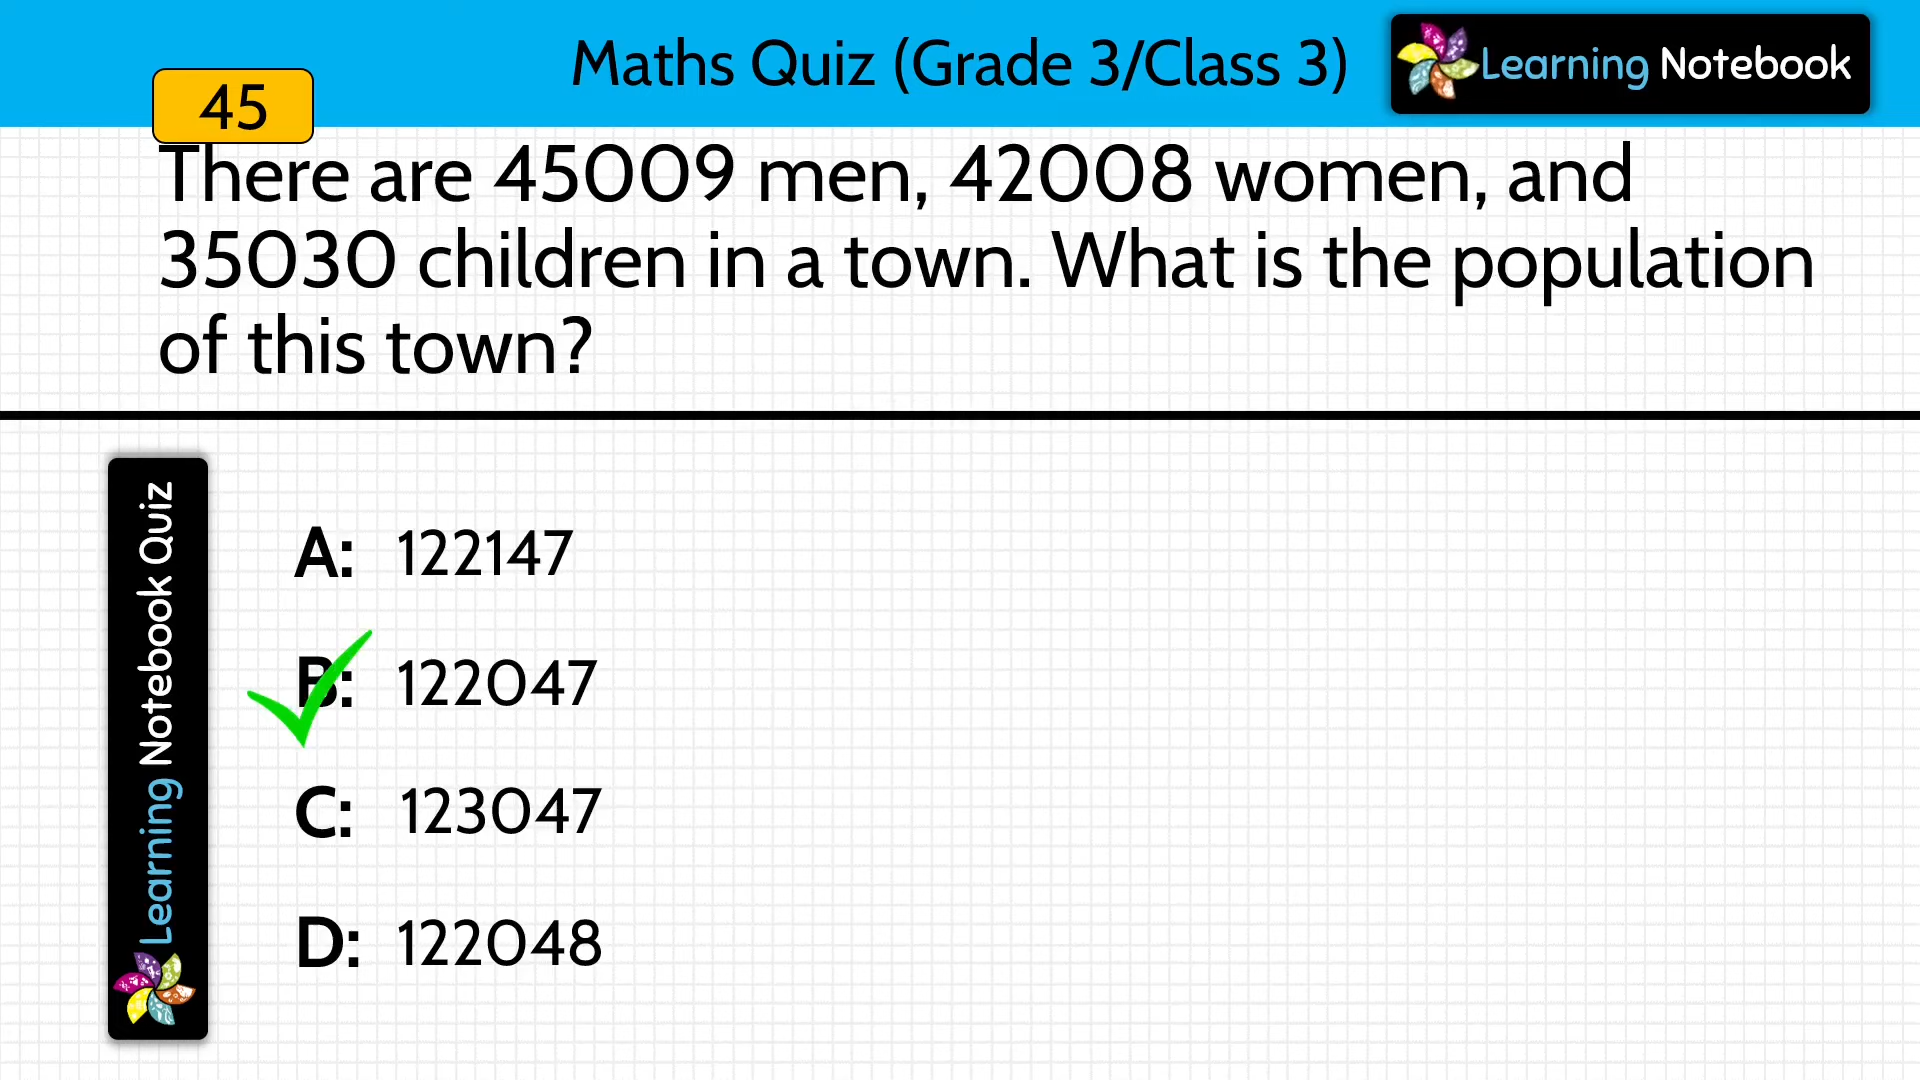 Maths Quiz (Grade 3/Class 3)
Learning Notebook
45
There are 45009 men, 42008 women, and
35030 children in a town. What is the population
of this town?
Learning Notebook Quiz
A: 122147
B: 122047
C: 123047
D: 122048